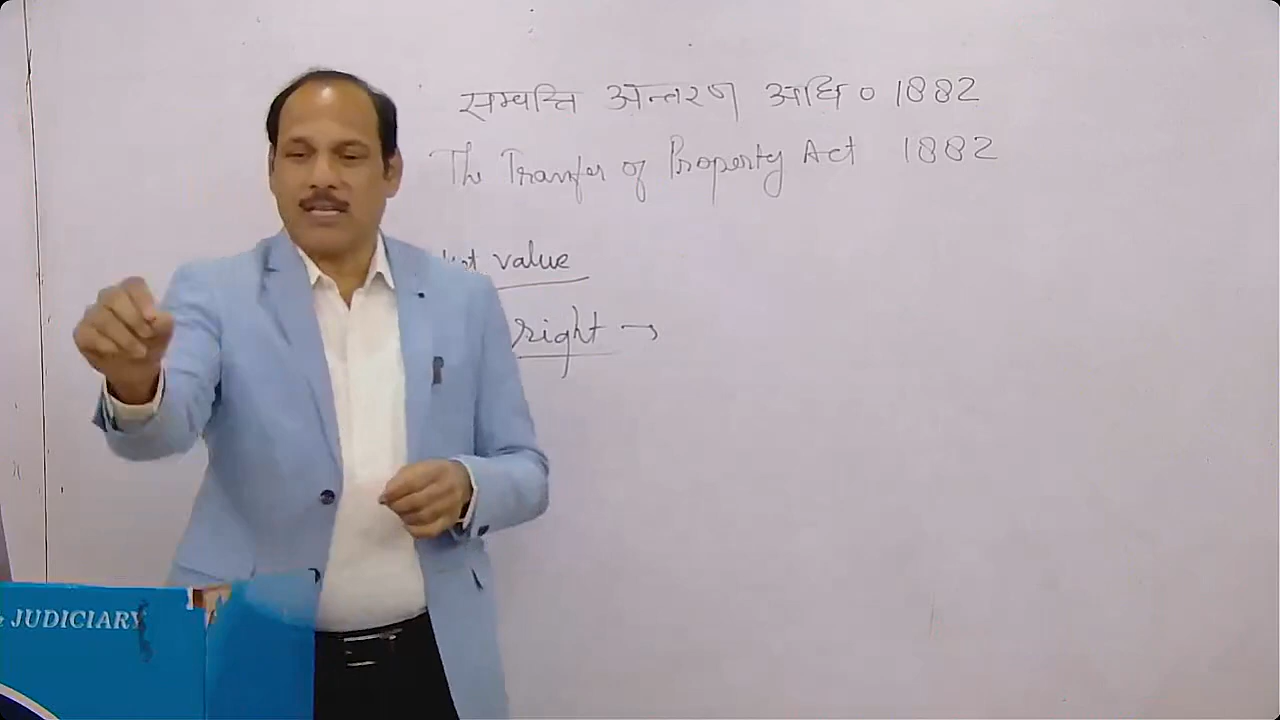 सम्पत्ति अन्तरण अधि० 1882
The Transfer of Property Act 1882
value
right →
JUDICIARY